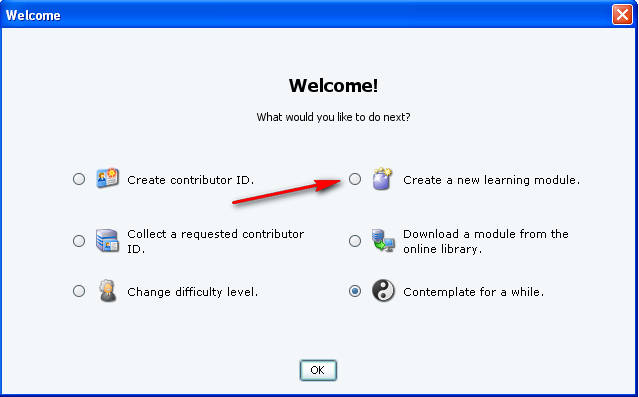 Welcome
Welcome!
What would you like to do next?
Create contributor ID.
Create a new learning module.
Collect a requested contributor
ID.
Download a module from the
online library.
Change difficulty level.
Contemplate for a while.
OK